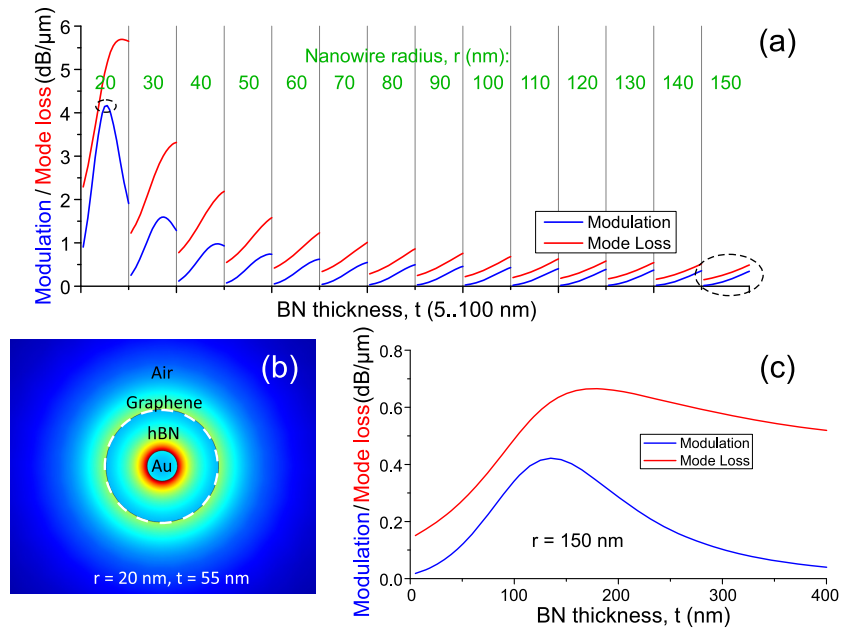 (a)
Modulation / Mode loss (dB/μm)
6
5
4
3
2
1
0
Nanowire radius, r (nm):
20 30 40 50 60 70 80 90 100 110 120 130 140 150
Modulation
Mode Loss
BN thickness, t (5..100 nm)
(b)
Air
Graphene
hBN
Au
r = 20 nm, t = 55 nm
(c)
Modulation/Mode loss (dB/μm)
0.8
0.6
0.4
0.2
0.0
Modulation
Mode Loss
r = 150 nm
0 100 200 300 400
BN thickness, t (nm)